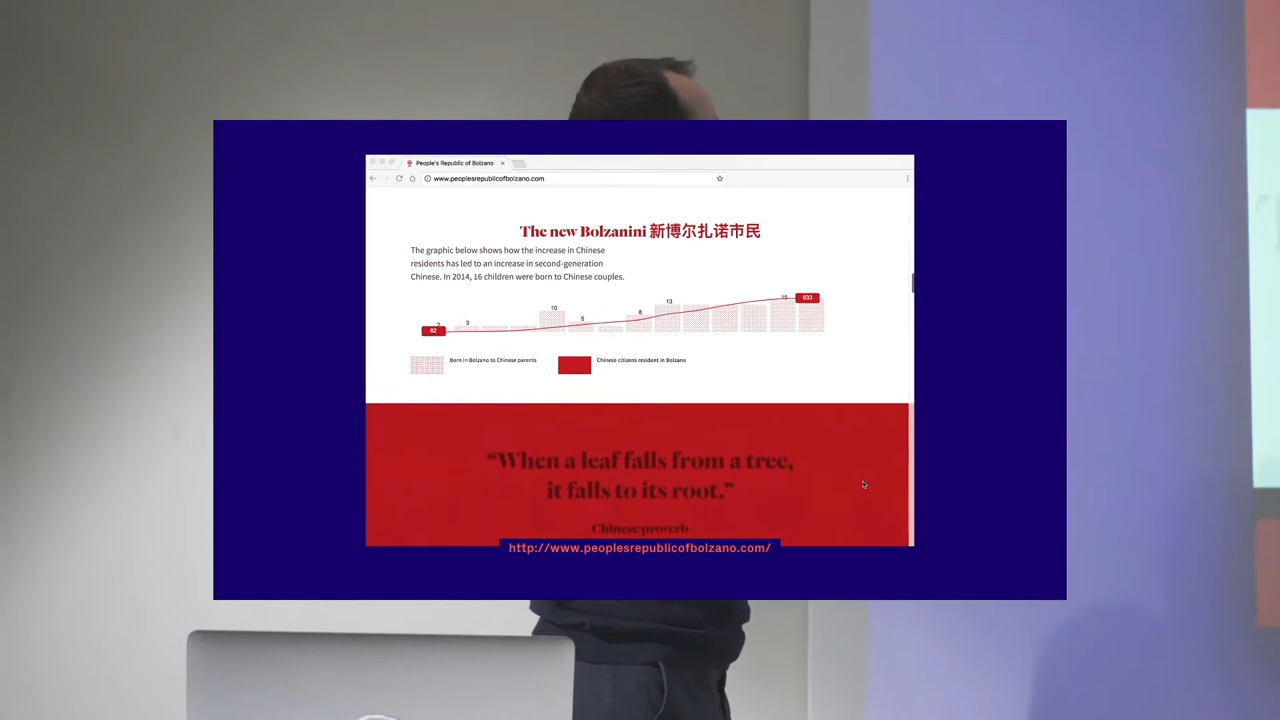 People's Republic of Bolzano
www.peoplesrepublicofbolzano.com
The new Bolzanini 新博尔扎诺市民
The graphic below shows how the increase in Chinese
residents has led to an increase in second-generation
Chinese. In 2014, 16 children were born to Chinese couples.
62
2
3
10
5
8
13
15
633
Born in Bolzano to Chinese parents
Chinese citizens resident in Bolzano
“When a leaf falls from a tree,
it falls to its root.”
Chinese proverb
http://www.peoplesrepublicofbolzano.com/